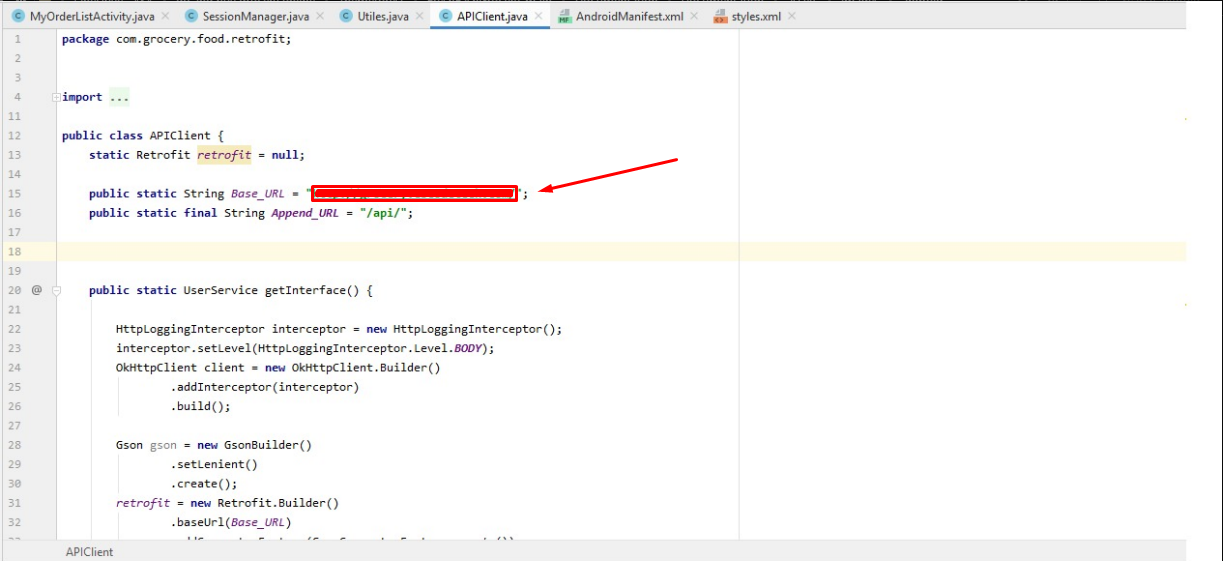 MyOrderListActivity.java SessionManager.java Utiles.java APIClient.java AndroidManifest.xml styles.xml
1 package com.grocery.food.retrofit;
2
3
4 import ...
11
12 public class APIClient {
13 static Retrofit retrofit = null;
14
15 public static String Base_URL = " ";
16 public static final String Append_URL = "/api/";
17
18
19
20 @ public static UserService getInterface() {
21
22 HttpLoggingInterceptor interceptor = new HttpLoggingInterceptor();
23 interceptor.setLevel(HttpLoggingInterceptor.Level.BODY);
24 OkHttpClient client = new OkHttpClient.Builder()
25 .addInterceptor(interceptor)
26 .build();
27
28 Gson gson = new GsonBuilder()
29 .setLenient()
30 .create();
31 retrofit = new Retrofit.Builder()
32 .baseUrl(Base_URL)
APIClient